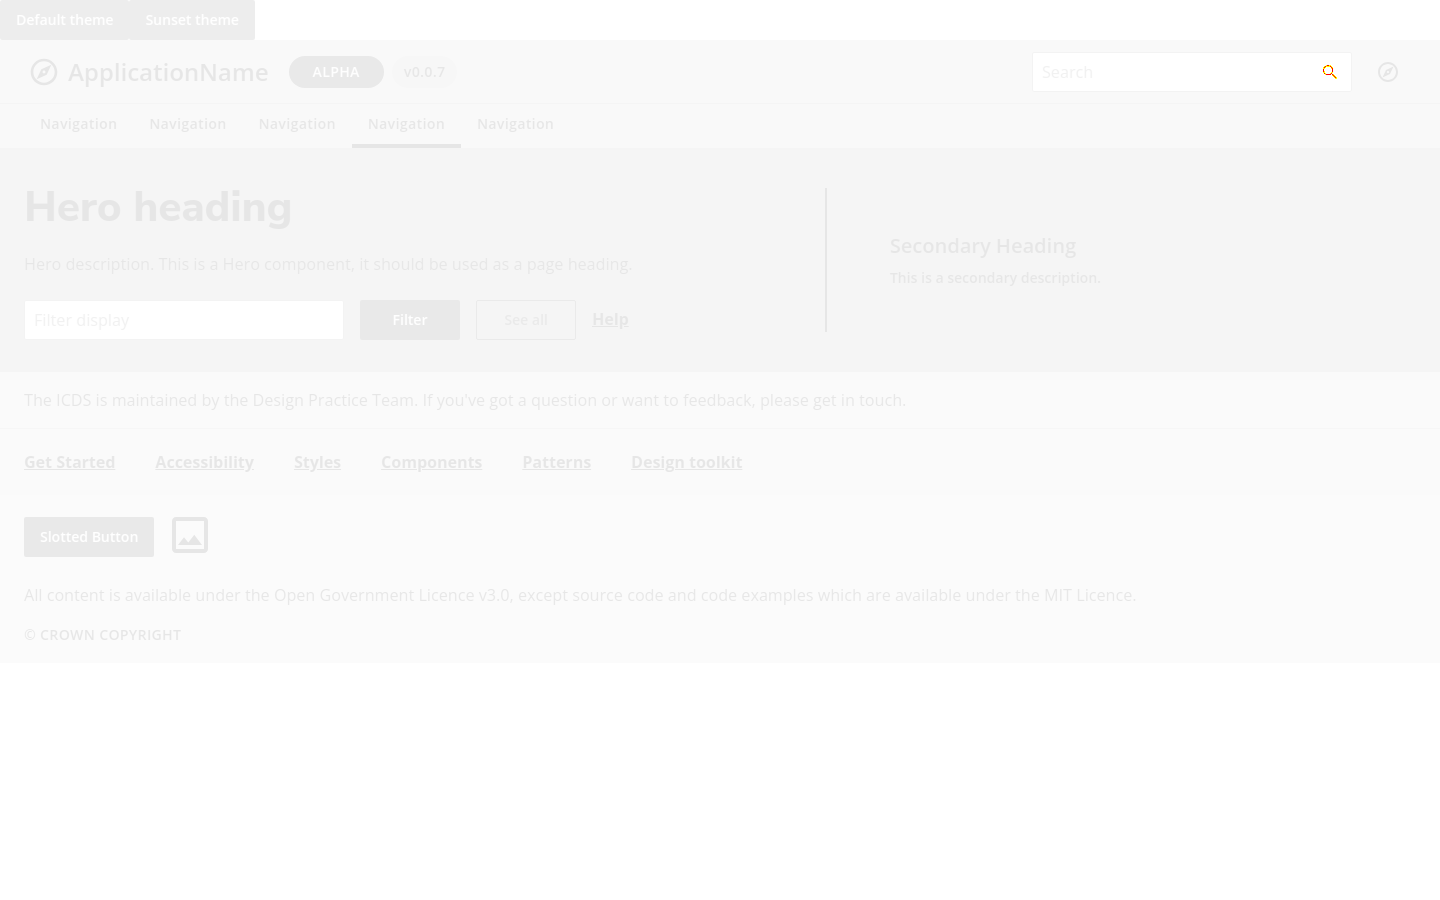 Default theme Sunset theme
ApplicationName ALPHA v0.0.7 Search
Navigation Navigation Navigation Navigation Navigation
Hero heading
Hero description. This is a Hero component, it should be used as a page heading.
Filter display Filter See all Help
Secondary Heading
This is a secondary description.
The ICDS is maintained by the Design Practice Team. If you've got a question or want to feedback, please get in touch.
Get Started Accessibility Styles Components Patterns Design toolkit
Slotted Button
All content is available under the Open Government Licence v3.0, except source code and code examples which are available under the MIT Licence.
© CROWN COPYRIGHT